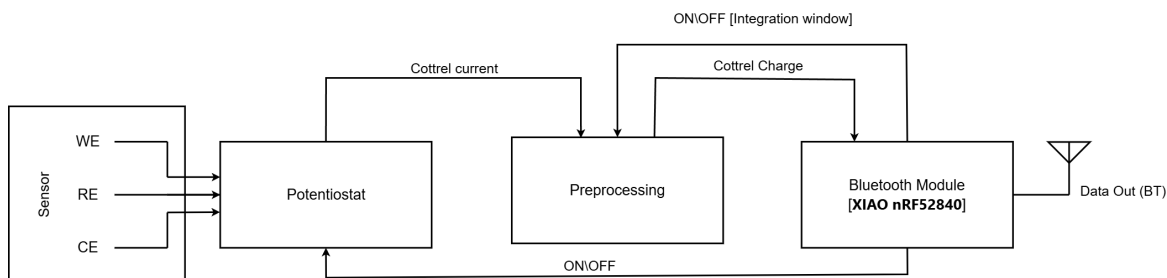 ON\OFF [Integration window]
Cottrel current
Cottrel Charge
Sensor
WE
RE
CE
Potentiostat
Preprocessing
Bluetooth Module
[XIAO nRF52840]
Data Out (BT)
ON\OFF